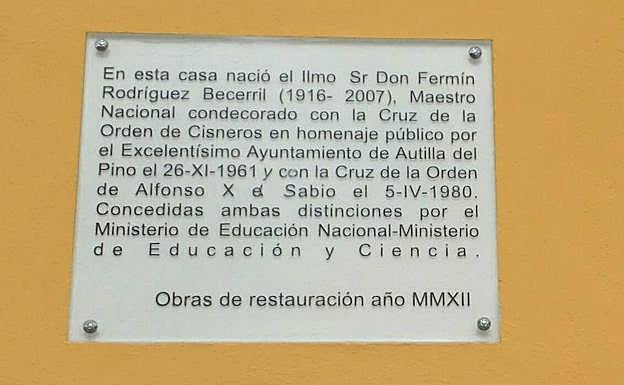 En esta casa nació el Ilmo Sr Don Fermín
Rodríguez Becerril (1916- 2007), Maestro
Nacional condecorado con la Cruz de la
Orden de Cisneros en homenaje público por
el Excelentísimo Ayuntamiento de Autilla del
Pino el 26-XI-1961 y con la Cruz de la Orden
de Alfonso X el Sabio el 5-IV-1980.
Concedidas ambas distinciones por el
Ministerio de Educación Nacional-Ministerio
de Educación y Ciencia.
Obras de restauración año MMXII